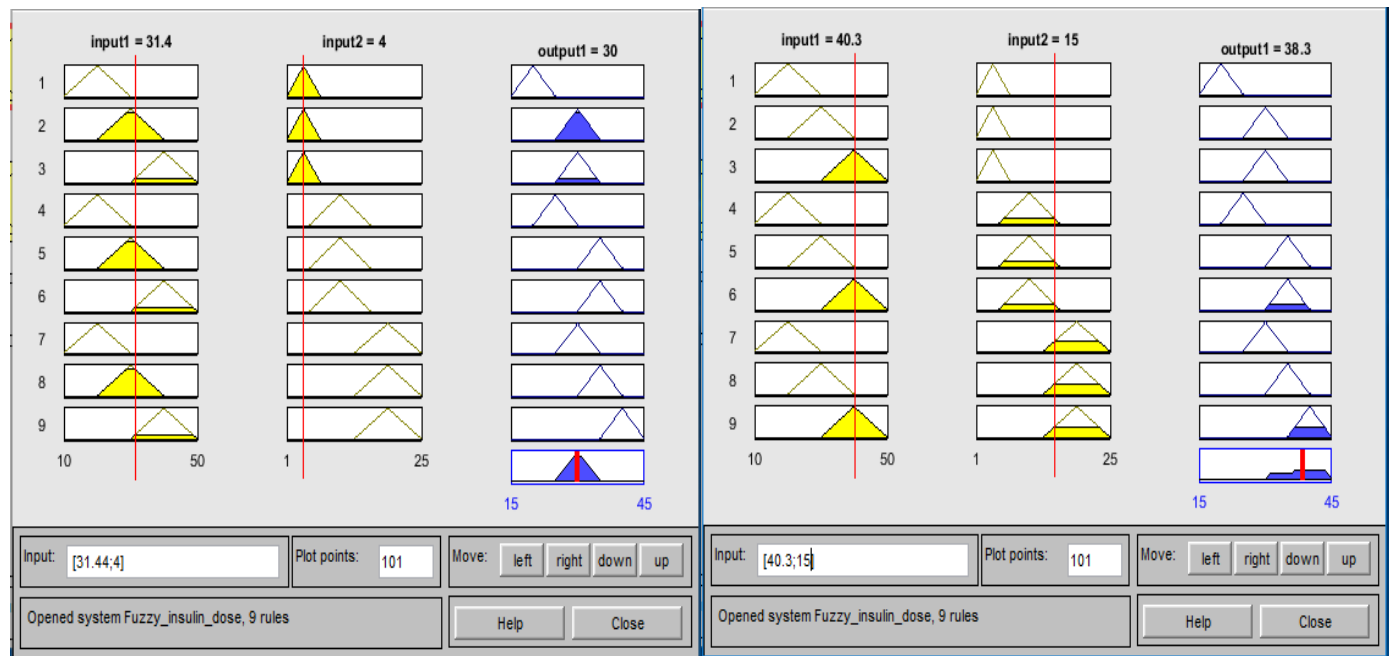 input1 = 31.4 input2 = 4 output1 = 30
1
2
3
4
5
6
7
8
9
10 50 1 25
15 45
Input: [31.44;4] Plot points: 101 Move: left right down up
Opened system Fuzzy_insulin_dose, 9 rules Help Close
input1 = 40.3 input2 = 15 output1 = 38.3
1
2
3
4
5
6
7
8
9
10 50 1 25
15 45
Input: [40.3;15] Plot points: 101 Move: left right down up
Opened system Fuzzy_insulin_dose, 9 rules Help Close